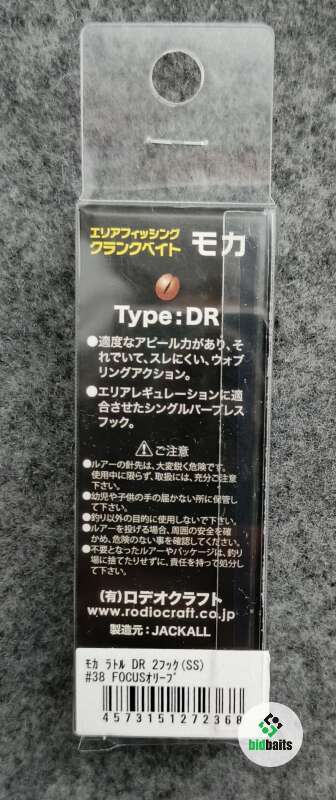 エリアフィッシング
クランクベイト モカ
Type:DR
●適度なアピール力があり、そ
れでいて、スレにくい、ウォブ
リングアクション。
●エリアレギュレーションに適
合させたシングルバーブレス
フック。
⚠ご注意
●ルアーの針先は、大変鋭く危険です。
使用中に限らず、取扱には、充分ご注意
下さい。
●幼児や子供の手の届かない所に保管し
て下さい。
●釣り以外の目的に使用しないで下さい。
●ルアーを投げる場合、周囲の安全を確
かめ、危険のない事を確認してください。
●不要となったルアーやパッケージは、釣り
場に捨てたりせずに、責任を持って処分し
て下さい。
(有)ロデオクラフト
www.rodiocraft.co.jp
製造元:JACKALL
モカ ラトル DR 2フック(SS)
#38 FOCUSオリーブ
4573151272368
bidbaits